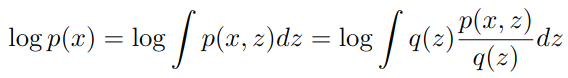 log p(x) = log ∫ p(x, z)dz = log ∫ q(z) p(x, z)/q(z) dz